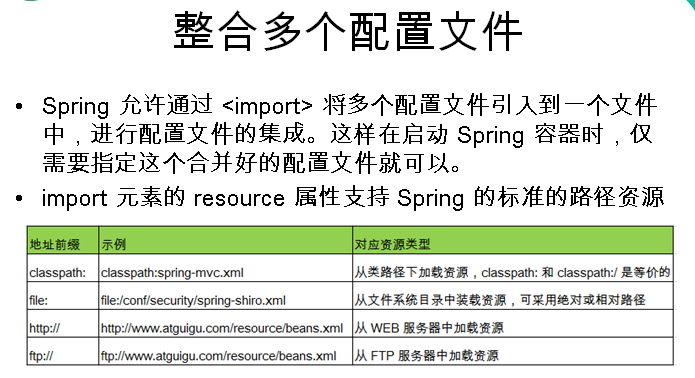 整合多个配置文件
• Spring 允许通过 <import> 将多个配置文件引入到一个文件
中，进行配置文件的集成。这样在启动 Spring 容器时，仅
需要指定这个合并好的配置文件就可以。
• import 元素的 resource 属性支持 Spring 的标准的路径资源
地址前缀 示例 对应资源类型
classpath: classpath:spring-mvc.xml 从类路径下加载资源，classpath: 和 classpath:/ 是等价的
file: file:/conf/security/spring-shiro.xml 从文件系统目录中装载资源，可采用绝对或相对路径
http:// http://www.atguigu.com/resource/beans.xml 从 WEB 服务器中加载资源
ftp:// ftp://www.atguigu.com/resource/beans.xml 从 FTP 服务器中加载资源